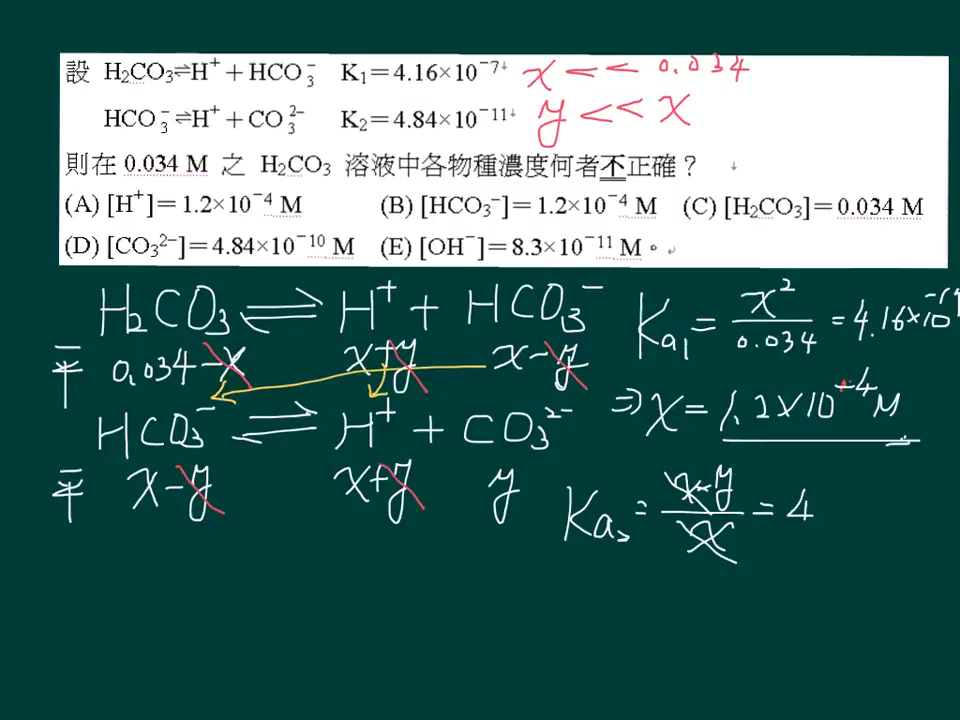 設 H₂CO₃⇌H⁺＋HCO₃⁻ K₁＝4.16×10⁻⁷ x << 0.034
HCO₃⁻⇌H⁺＋CO₃²⁻ K₂＝4.84×10⁻¹¹ y << x
則在 0.034 M 之 H₂CO₃ 溶液中各物種濃度何者不正確？
(A) [H⁺]＝1.2×10⁻⁴ M (B) [HCO₃⁻]＝1.2×10⁻⁴ M (C) [H₂CO₃]＝0.034 M
(D) [CO₃²⁻]＝4.84×10⁻¹⁰ M (E) [OH⁻]＝8.3×10⁻¹¹ M。
H₂CO₃ ⇌ H⁺ + HCO₃⁻
平 0.034-x x+y x-y
Ka₁ = x²/0.034 = 4.16×10
HCO₃⁻ ⇌ H⁺ + CO₃²⁻
⇒ x = 1.2×10⁻⁴ M
平 x-y x+y y
Ka₂ = x·y/x = 4